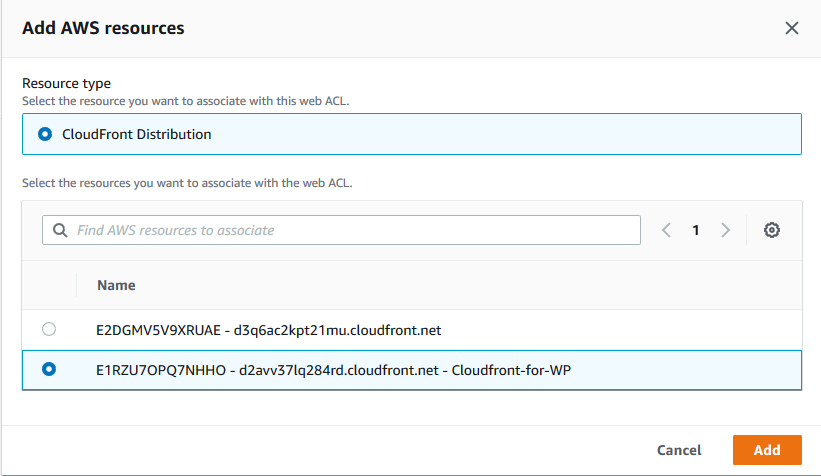 Add AWS resources
Resource type
Select the resource you want to associate with this web ACL.
CloudFront Distribution
Select the resources you want to associate with the web ACL.
Find AWS resources to associate
1
Name
E2DGMV5V9XRUAE - d3q6ac2kpt21mu.cloudfront.net
E1RZU7OPQ7NHHO - d2avv37lq284rd.cloudfront.net - Cloudfront-for-WP
Cancel
Add